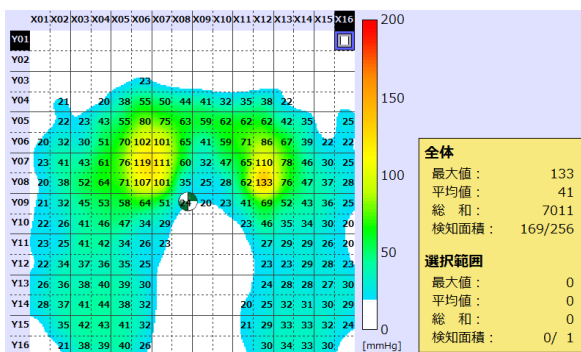 X01 X02 X03 X04 X05 X06 X07 X08 X09 X10 X11 X12 X13 X14 X15 X16
Y01
Y02
Y03 23
Y04 21 20 38 55 50 44 41 32 35 38 22
Y05 22 23 43 55 80 75 63 59 62 62 62 42 35 25
Y06 20 32 30 51 70 102 101 65 41 59 71 86 67 39 22 22
Y07 23 41 43 61 76 119 111 60 32 47 65 110 78 46 30 25
Y08 20 38 52 64 71 107 101 35 25 28 62 133 76 47 37 28
Y09 21 32 45 53 58 64 51 24 20 23 41 69 52 43 36 25
Y10 22 26 41 46 47 34 29 23 46 35 34 30 20
Y11 23 25 41 42 34 26 23 27 29 29 26 20
Y12 22 34 37 36 35 25 23 23 29 28 23
Y13 26 36 38 40 39 30 24 28 28 27 30
Y14 28 37 41 44 38 32 20 25 32 31 30 29
Y15 35 42 43 41 32 21 29 33 33 32 24
Y16 21 38 39 40 26 30 34 33 30
200
150
100
50
0
[mmHg]
全体
最大値： 133
平均値： 41
総　和： 7011
検知面積： 169/256
選択範囲
最大値： 0
平均値： 0
総　和： 0
検知面積： 0/ 1